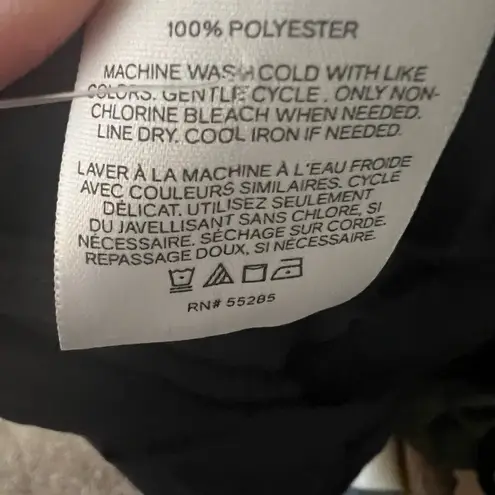 100% POLYESTER
MACHINE WASH COLD WITH LIKE
COLORS. GENTLE CYCLE. ONLY NON-
CHLORINE BLEACH WHEN NEEDED.
LINE DRY. COOL IRON IF NEEDED.
LAVER À LA MACHINE À L'EAU FROIDE
AVEC COULEURS SIMILAIRES. CYCLE
DÉLICAT. UTILISEZ SEULEMENT
DU JAVELLISANT SANS CHLORE, SI
NÉCESSAIRE. SÉCHAGE SUR CORDE.
REPASSAGE DOUX, SI NÉCESSAIRE.
RN# 55285